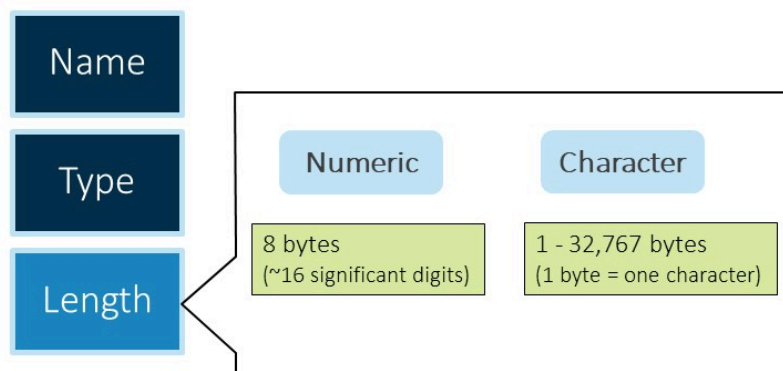 Name
Type
Length
Numeric
Character
8 bytes
(~16 significant digits)
1 - 32,767 bytes
(1 byte = one character)